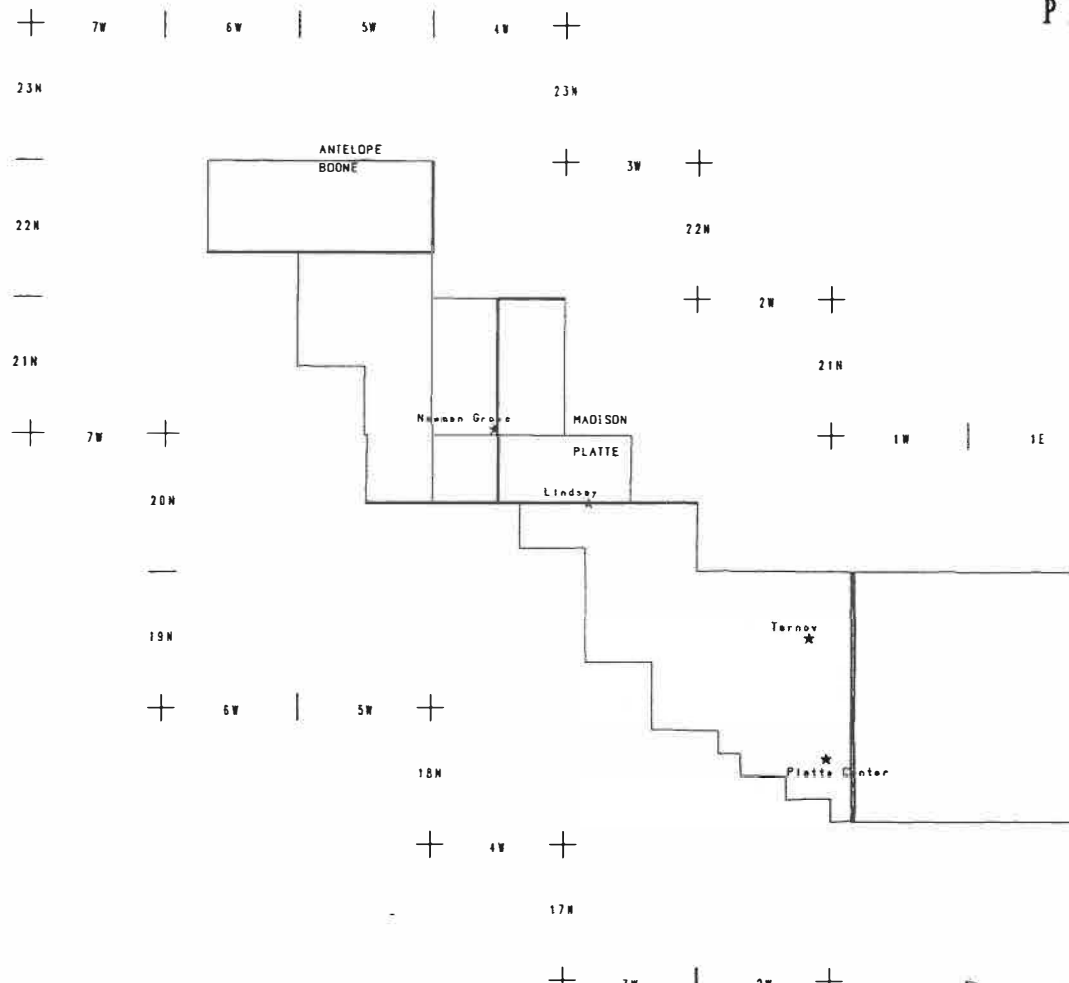 P
7W 6W 5W 4W
23N 23N
ANTELOPE
BOONE
3W
22N 22N
2W
21N 21N
Newman Grove MADISON
7W 1W 1E
PLATTE
Lindsay
20N
Tarnov
19N
6W 5W
18N
Platte Center
4W
17N
3W 2W